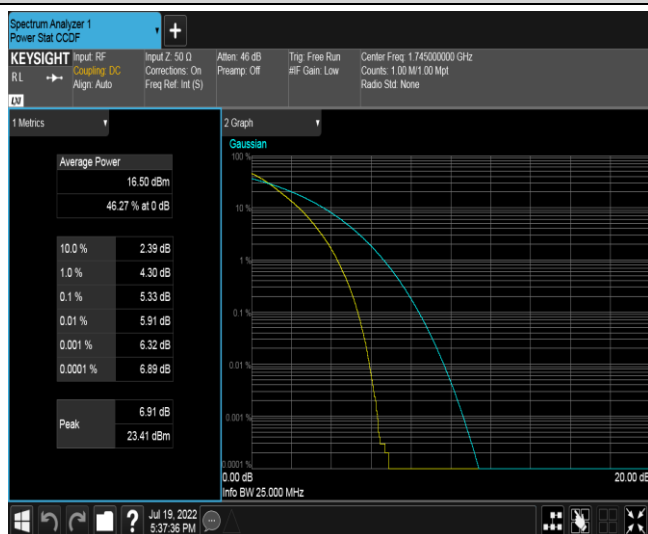 Spectrum Analyzer 1
Power Stat CCDF
+
KEYSIGHT
RL
LXI
Input: RF
Coupling: DC
Align: Auto
Input Z: 50 Ω
Corrections: On
Freq Ref: Int (S)
Atten: 46 dB
Preamp: Off
Trig: Free Run
#IF Gain: Low
Center Freq: 1.745000000 GHz
Counts: 1.00 M/1.00 Mpt
Radio Std: None
1 Metrics
Average Power
16.50 dBm
46.27 % at 0 dB
10.0 % 2.39 dB
1.0 % 4.30 dB
0.1 % 5.33 dB
0.01 % 5.91 dB
0.001 % 6.32 dB
0.0001 % 6.89 dB
Peak
6.91 dB
23.41 dBm
2 Graph
Gaussian
100 %
10 %
1 %
0.1 %
0.01 %
0.001 %
0.0001 %
0.00 dB
20.00 dB
Info BW 25.000 MHz
?
Jul 19, 2022
5:37:36 PM